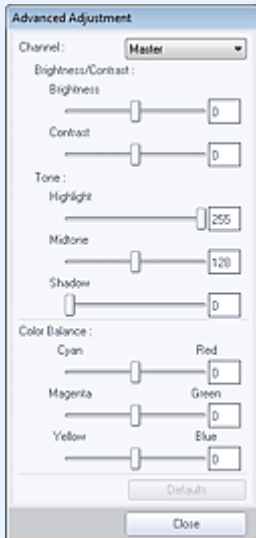 Advanced Adjustment
Channel : Master
Brightness/Contrast :
Brightness
0
Contrast
0
Tone :
Highlight
255
Midtone
128
Shadow
0
Color Balance :
Cyan Red
0
Magenta Green
0
Yellow Blue
0
Defaults
Close